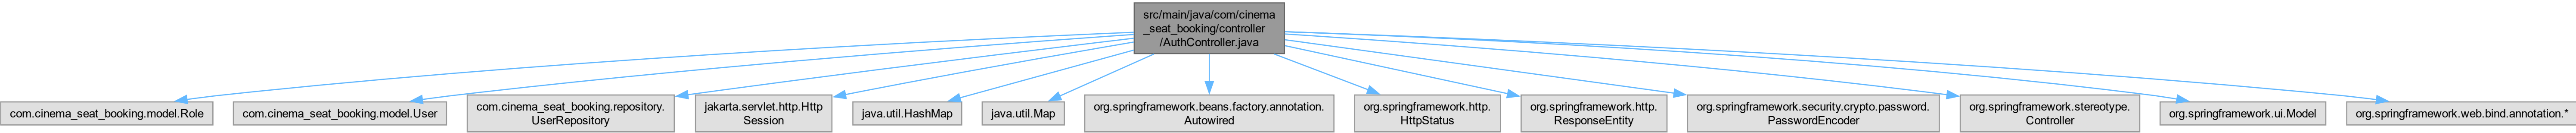 src/main/java/com/cinema
_seat_booking/controller
/AuthController.java
com.cinema_seat_booking.model.Role
com.cinema_seat_booking.model.User
com.cinema_seat_booking.repository.
UserRepository
jakarta.servlet.http.Http
Session
java.util.HashMap
java.util.Map
org.springframework.beans.factory.annotation.
Autowired
org.springframework.http.
HttpStatus
org.springframework.http.
ResponseEntity
org.springframework.security.crypto.password.
PasswordEncoder
org.springframework.stereotype.
Controller
org.springframework.ui.Model
org.springframework.web.bind.annotation.*